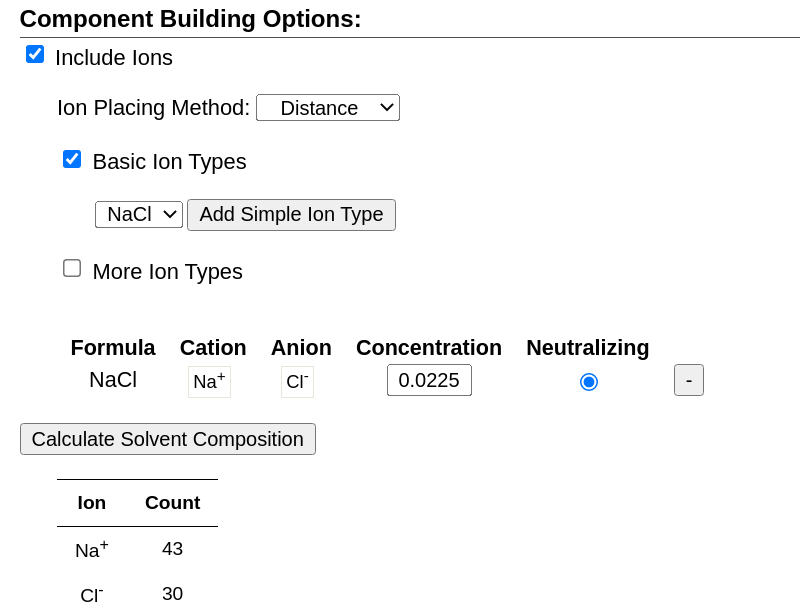 Component Building Options:
Include Ions
Ion Placing Method: Distance
Basic Ion Types
NaCl Add Simple Ion Type
More Ion Types
Formula Cation Anion Concentration Neutralizing
NaCl Na+ Cl- 0.0225 -
Calculate Solvent Composition
Ion Count
Na+ 43
Cl- 30